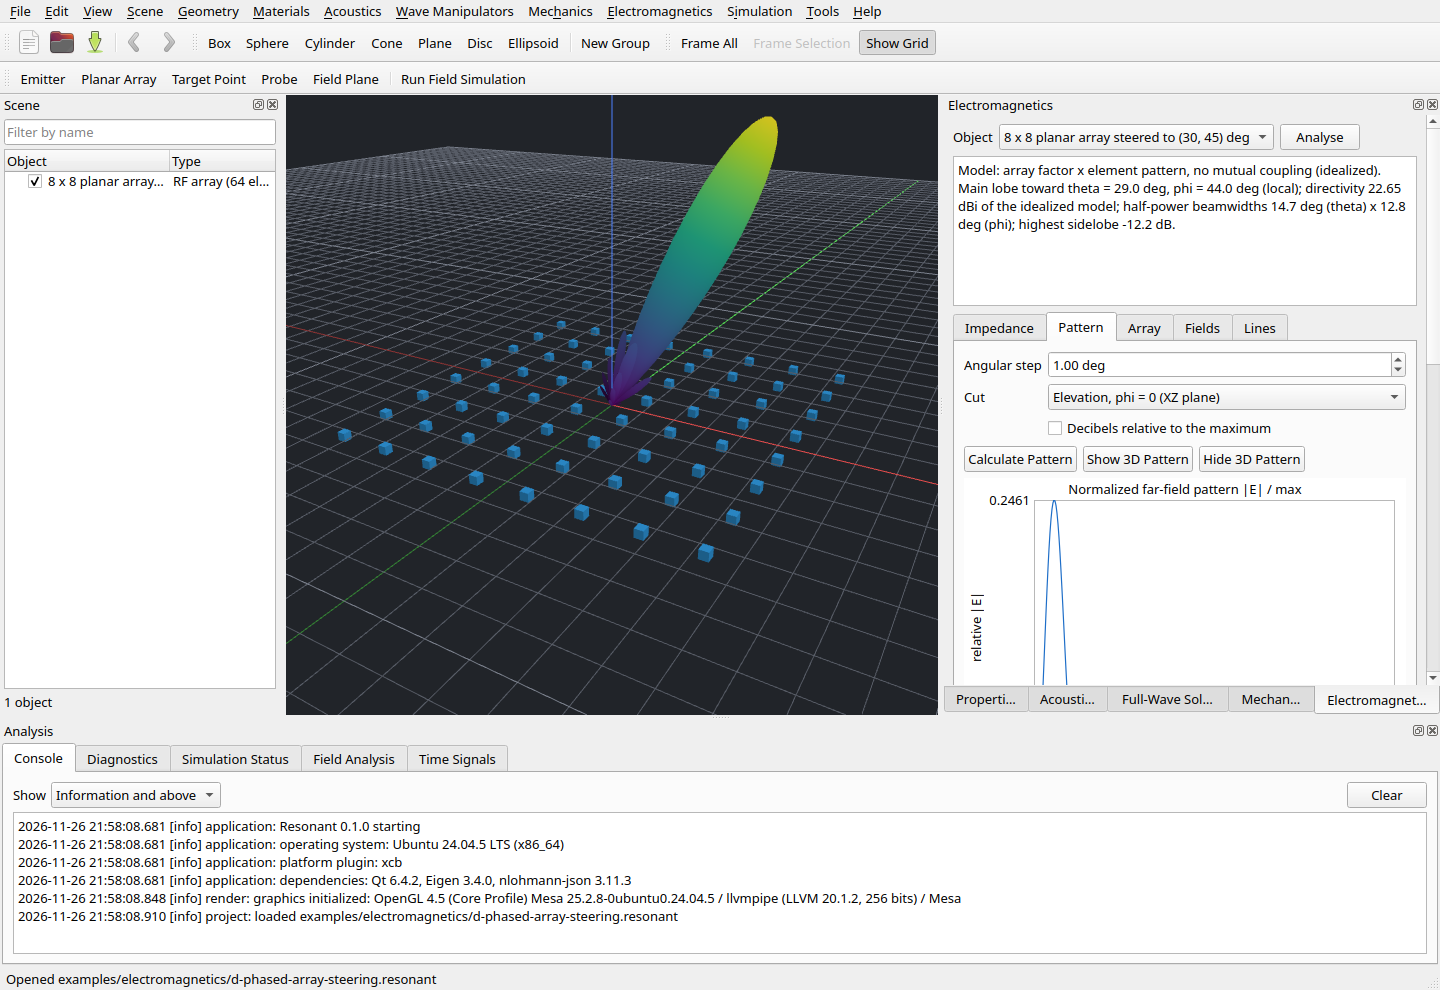 File Edit View Scene Geometry Materials Acoustics Wave Manipulators Mechanics Electromagnetics Simulation Tools Help
Box Sphere Cylinder Cone Plane Disc Ellipsoid New Group Frame All Frame Selection Show Grid
Emitter Planar Array Target Point Probe Field Plane Run Field Simulation
Scene
Filter by name
Object Type
8 x 8 planar array... RF array (64 el...
1 object
Electromagnetics
Object 8 x 8 planar array steered to (30, 45) deg Analyse
Model: array factor x element pattern, no mutual coupling (idealized).
Main lobe toward theta = 29.0 deg, phi = 44.0 deg (local); directivity 22.65
dBi of the idealized model; half-power beamwidths 14.7 deg (theta) x 12.8
deg (phi); highest sidelobe -12.2 dB.
Impedance Pattern Array Fields Lines
Angular step 1.00 deg
Cut Elevation, phi = 0 (XZ plane)
Decibels relative to the maximum
Calculate Pattern Show 3D Pattern Hide 3D Pattern
Normalized far-field pattern |E| / max
0.2461
relative |E|
Properti... Acousti... Full-Wave Sol... Mechan... Electromagnet...
Analysis
Console Diagnostics Simulation Status Field Analysis Time Signals
Show Information and above Clear
2026-11-26 21:58:08.681 [info] application: Resonant 0.1.0 starting
2026-11-26 21:58:08.681 [info] application: operating system: Ubuntu 24.04.5 LTS (x86_64)
2026-11-26 21:58:08.681 [info] application: platform plugin: xcb
2026-11-26 21:58:08.681 [info] application: dependencies: Qt 6.4.2, Eigen 3.4.0, nlohmann-json 3.11.3
2026-11-26 21:58:08.848 [info] render: graphics initialized: OpenGL 4.5 (Core Profile) Mesa 25.2.8-0ubuntu0.24.04.5 / llvmpipe (LLVM 20.1.2, 256 bits) / Mesa
2026-11-26 21:58:08.910 [info] project: loaded examples/electromagnetics/d-phased-array-steering.resonant
Opened examples/electromagnetics/d-phased-array-steering.resonant